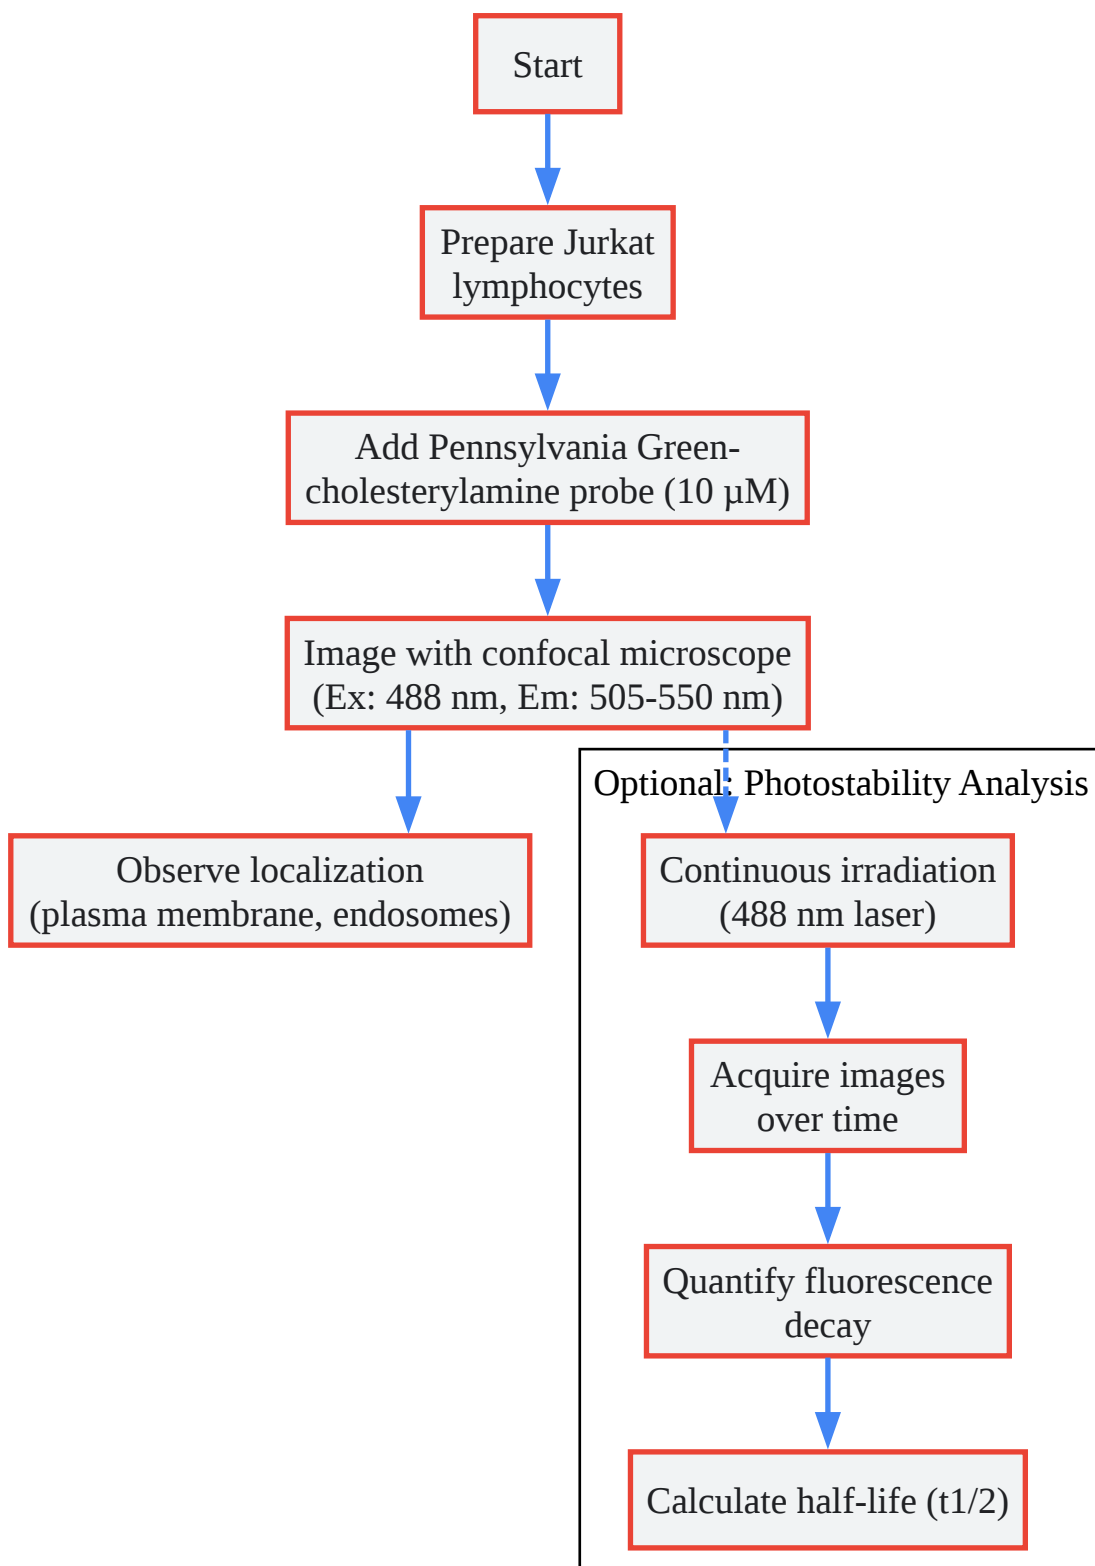 Start
Prepare Jurkat
lymphocytes
Add Pennsylvania Green-
cholesterylamine probe (10 µM)
Image with confocal microscope
(Ex: 488 nm, Em: 505-550 nm)
Optional: Photostability Analysis
Observe localization
(plasma membrane, endosomes)
Continuous irradiation
(488 nm laser)
Acquire images
over time
Quantify fluorescence
decay
Calculate half-life (t1/2)